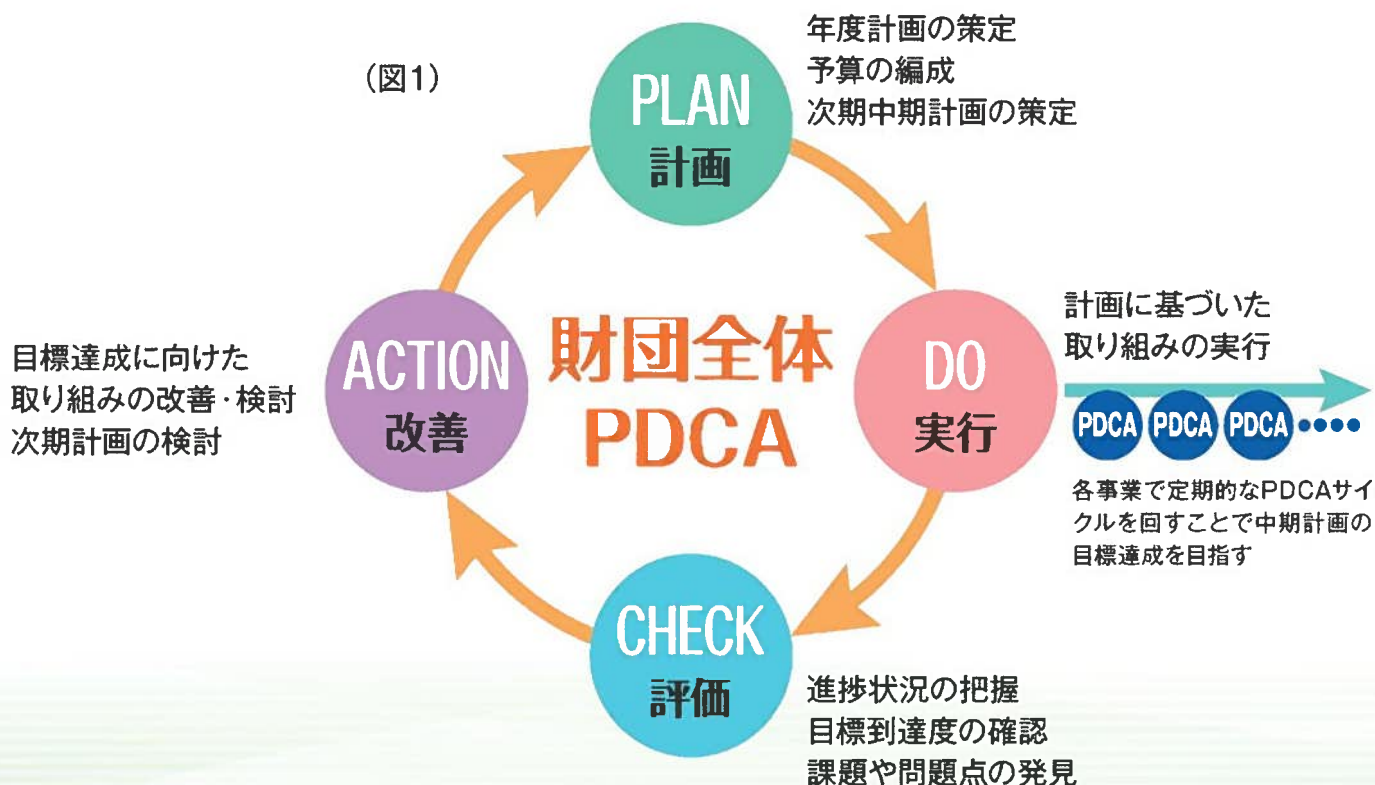 (図1)
PLAN
計画
年度計画の策定
予算の編成
次期中期計画の策定
財団全体
PDCA
DO
実行
計画に基づいた
取り組みの実行
PDCA PDCA PDCA ••••
各事業で定期的なPDCAサイ
クルを回すことで中期計画の
目標達成を目指す
CHECK
評価
進捗状況の把握
目標到達度の確認
課題や問題点の発見
ACTION
改善
目標達成に向けた
取り組みの改善・検討
次期計画の検討